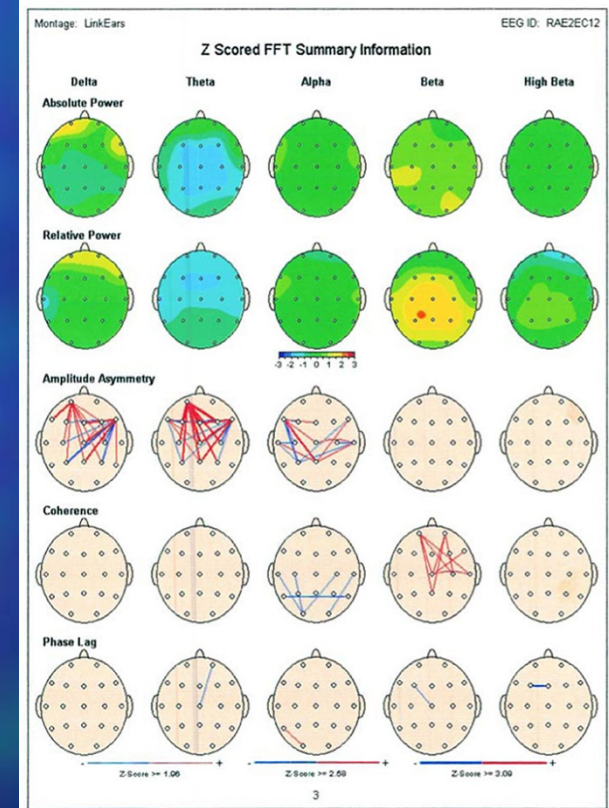 Montage: LinkEars EEG ID: RAE2EC12
Z Scored FFT Summary Information
Delta Theta Alpha Beta High Beta
Absolute Power
Relative Power
-3 -2 -1 0 1 2 3
Amplitude Asymmetry
Coherence
Phase Lag
- + - + - +
Z-Score >= 1.96 Z-Score >= 2.58 Z-Score >= 3.09
3